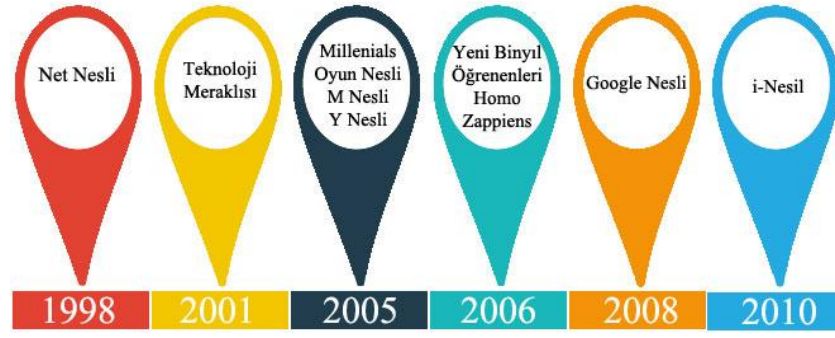 Net Nesli
Teknoloji
Meraklısı
Millenials
Oyun Nesli
M Nesli
Y Nesli
Yeni Binyıl
Öğrenenleri
Homo
Zappiens
Google Nesli
i-Nesil
1998
2001
2005
2006
2008
2010